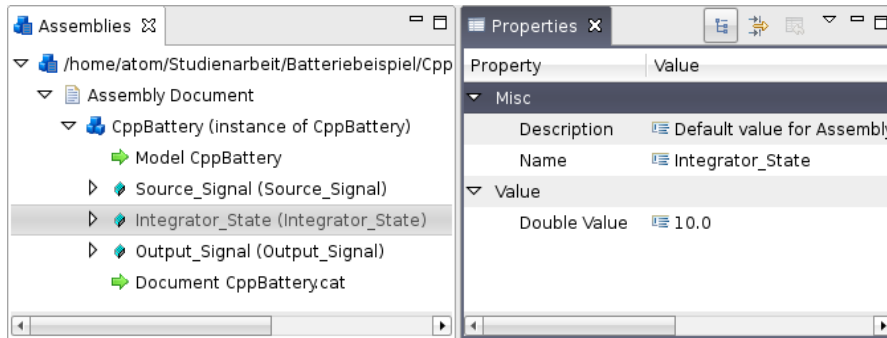 Assemblies
/home/atom/Studienarbeit/Batteriebeispiel/Cpp
Assembly Document
CppBattery (instance of CppBattery)
Model CppBattery
Source_Signal (Source_Signal)
Integrator_State (Integrator_State)
Output_Signal (Output_Signal)
Document CppBattery.cat
Properties
Property Value
Misc
Description Default value for Assembly
Name Integrator_State
Value
Double Value 10.0